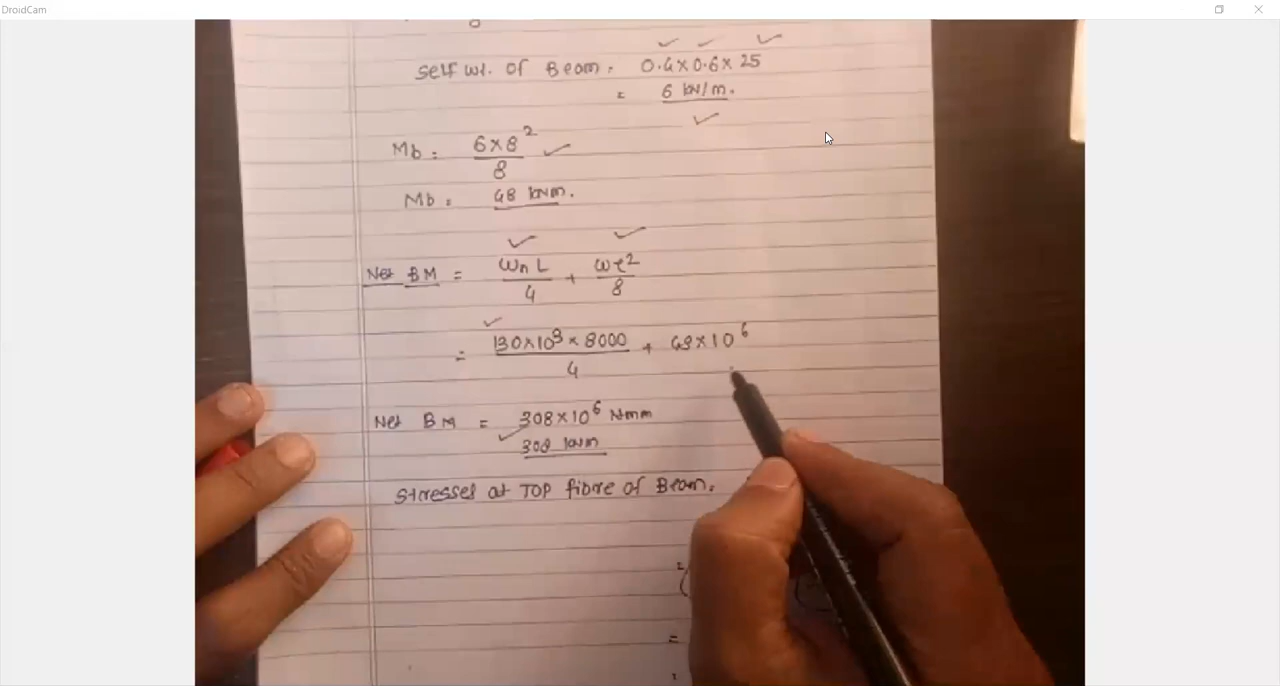 DroidCam
Self wt. of Beam. 0.4×0.6×25
= 6 kN/m.
Mb = 6×8²/8
Mb = 48 kNm.
Net BM = WnL/4 + wl²/8
= 130×10³×8000/4 + 48×10⁶
Net BM = 308×10⁶ Nmm
308 kNm
Stresses at Top fibre of Beam.
=
=